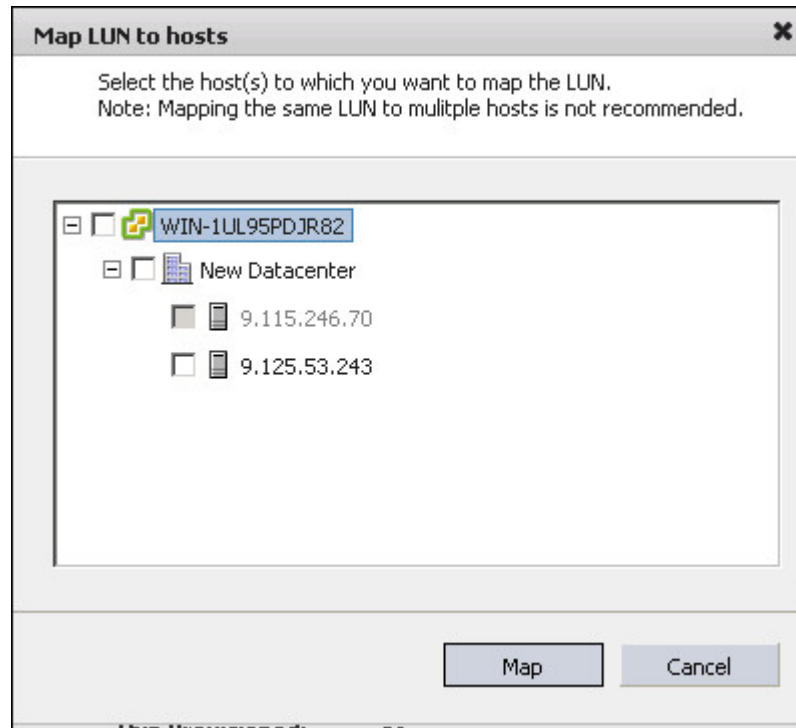 Map LUN to hosts
Select the host(s) to which you want to map the LUN.
Note: Mapping the same LUN to mulitple hosts is not recommended.
WIN-1UL95PDJR82
New Datacenter
9.115.246.70
9.125.53.243
Map Cancel